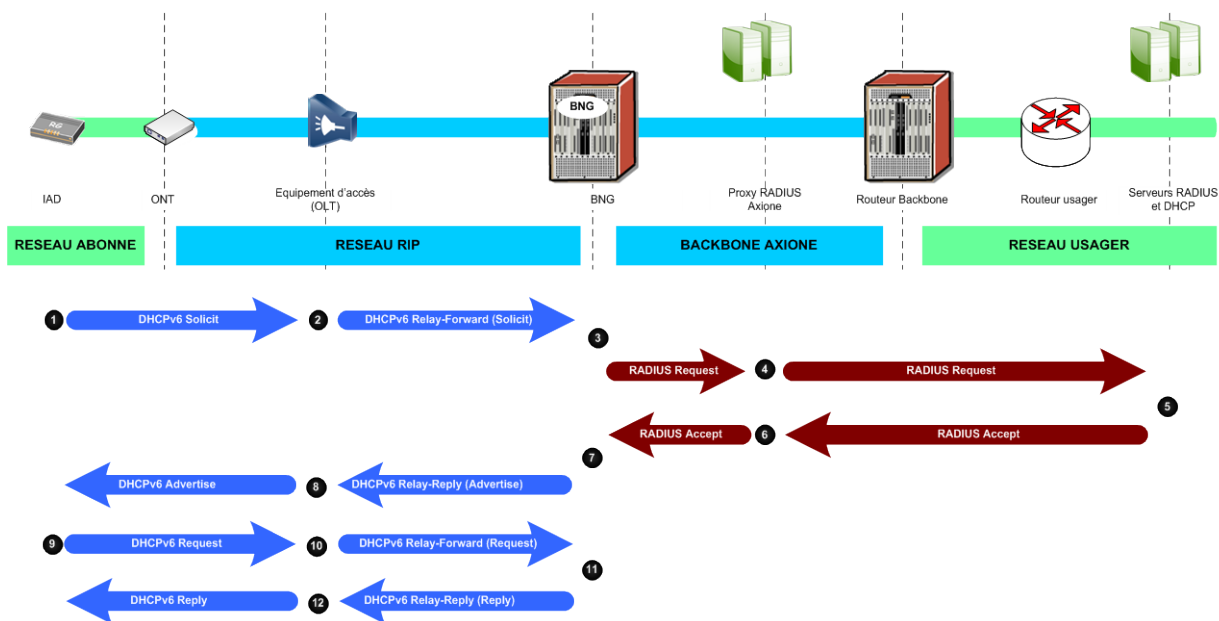 RG
BNG
IAD
ONT
Equipement d'accès
(OLT)
BNG
Proxy RADIUS
Axione
Routeur Backbone
Routeur usager
Serveurs RADIUS
et DHCP
RESEAU ABONNE
RESEAU RIP
BACKBONE AXIONE
RESEAU USAGER
1
DHCPv6 Solicit
2
DHCPv6 Relay-Forward (Solicit)
3
RADIUS Request
4
RADIUS Request
5
RADIUS Accept
6
RADIUS Accept
7
DHCPv6 Advertise
8
DHCPv6 Relay-Reply (Advertise)
9
DHCPv6 Request
10
DHCPv6 Relay-Forward (Request)
11
DHCPv6 Reply
12
DHCPv6 Relay-Reply (Reply)